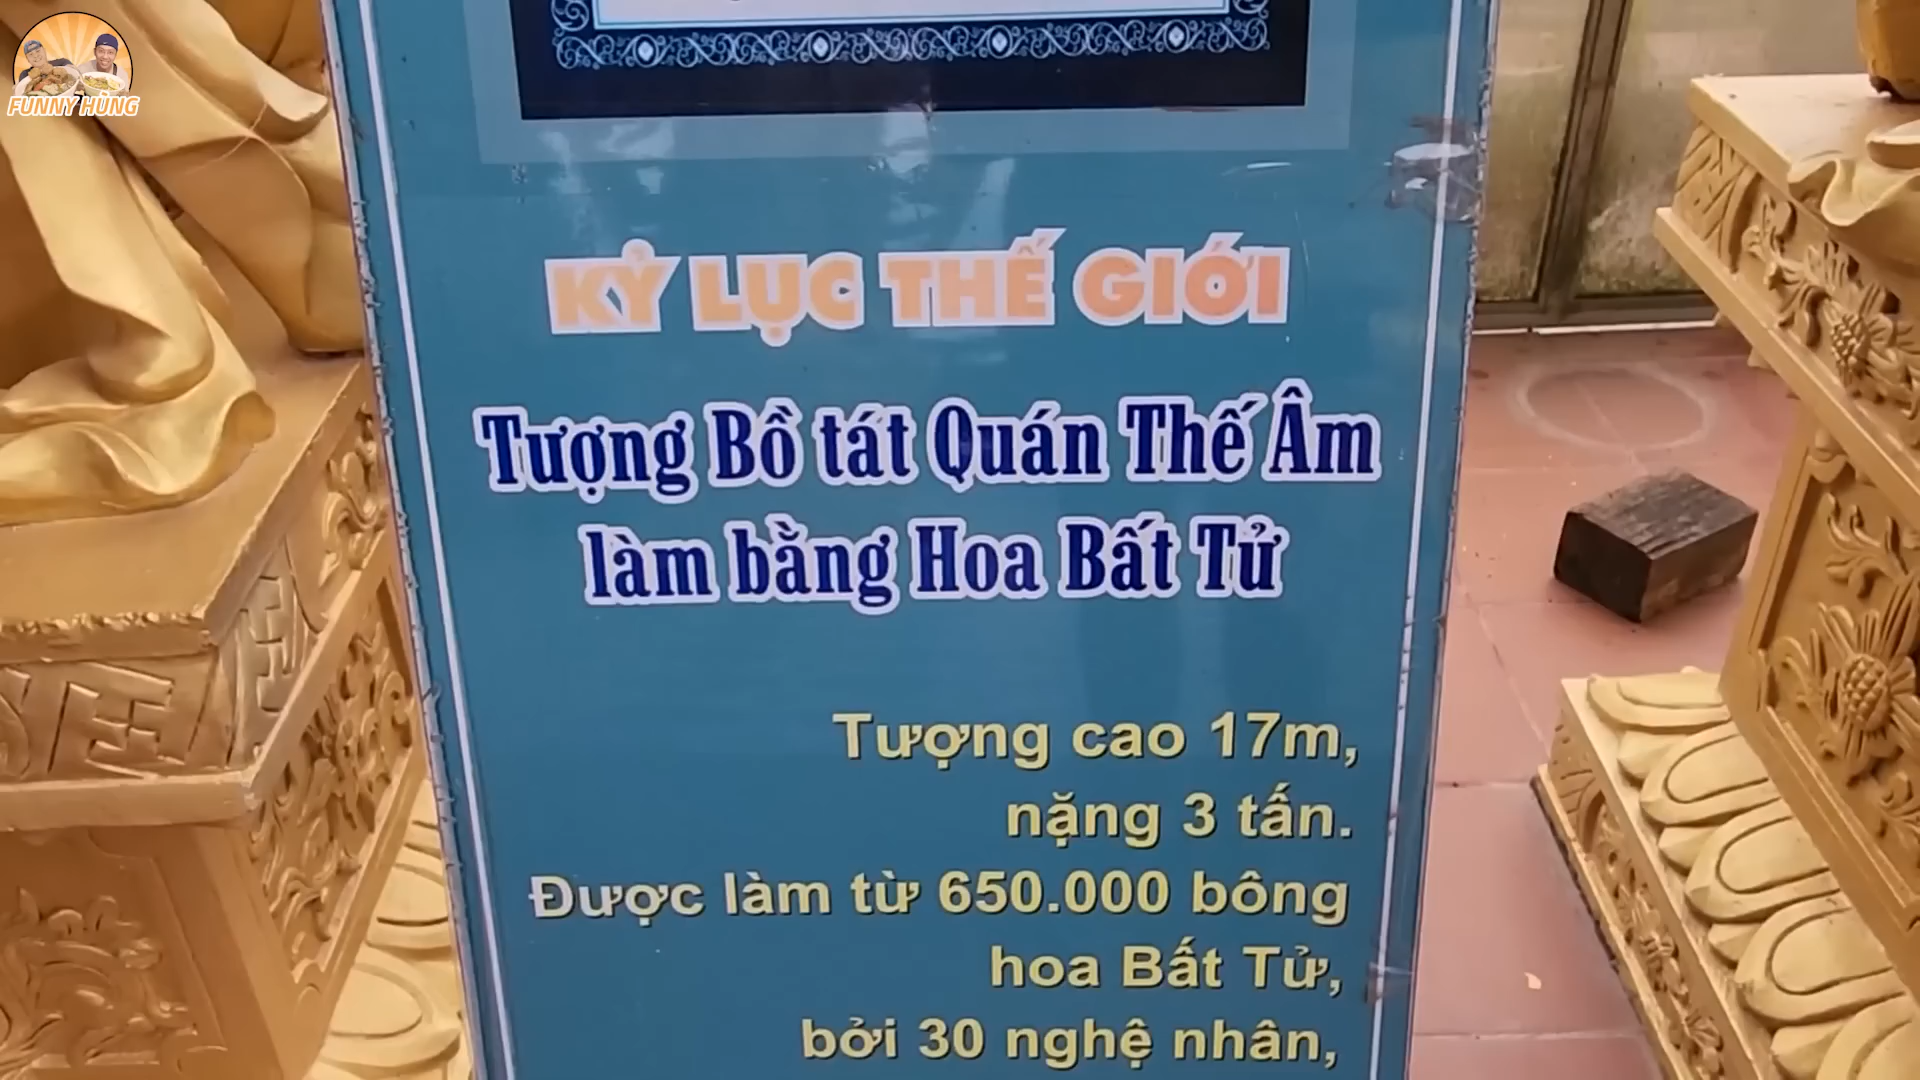 FUNNY HÙNG
KỶ LỤC THẾ GIỚI
Tượng Bồ tát Quán Thế Âm
làm bằng Hoa Bất Tử
Tượng cao 17m,
nặng 3 tấn.
Được làm từ 650.000 bông
hoa Bất Tử,
bởi 30 nghệ nhân,